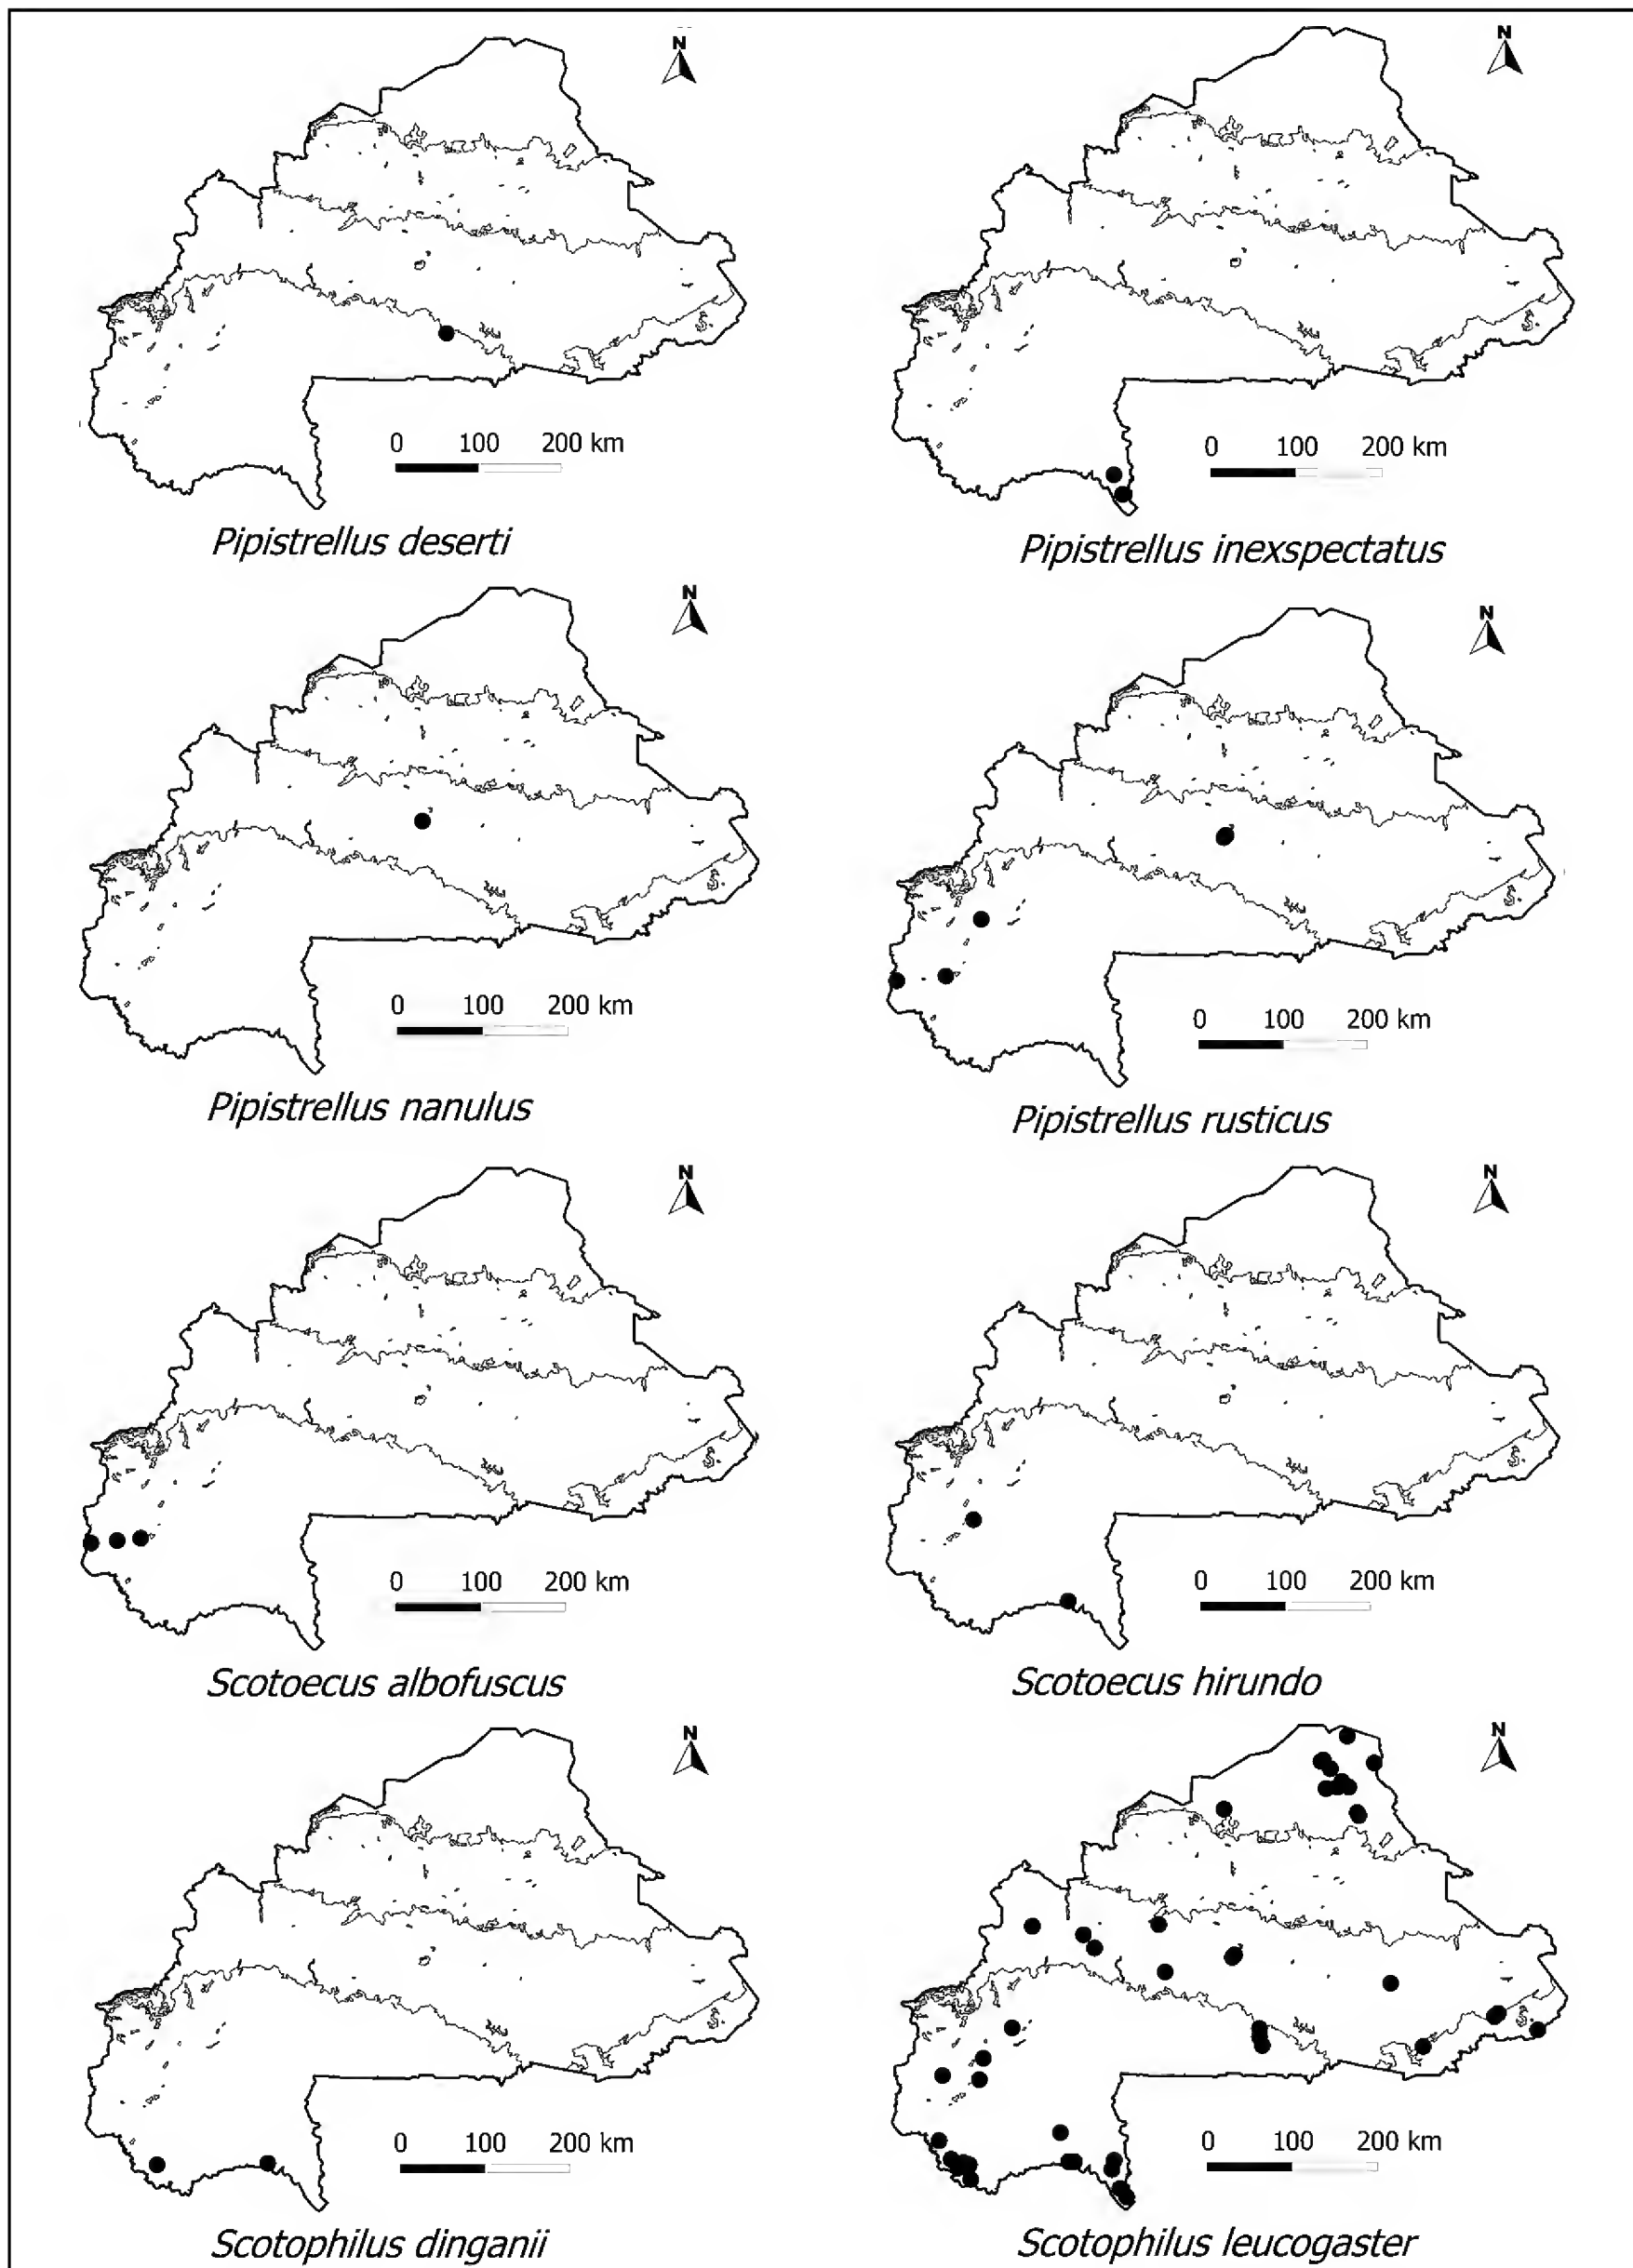 N
N
0 100 200 km
0 100 200 km
Pipistrellus deserti
Pipistrellus inexspectatus
N
N
0 100 200 km
0 100 200 km
Pipistrellus nanulus
Pipistrellus rusticus
N
N
0 100 200 km
0 100 200 km
Scotoecus albofuscus
Scotoecus hirundo
N
N
0 100 200 km
0 100 200 km
Scotophilus dinganii
Scotophilus leucogaster